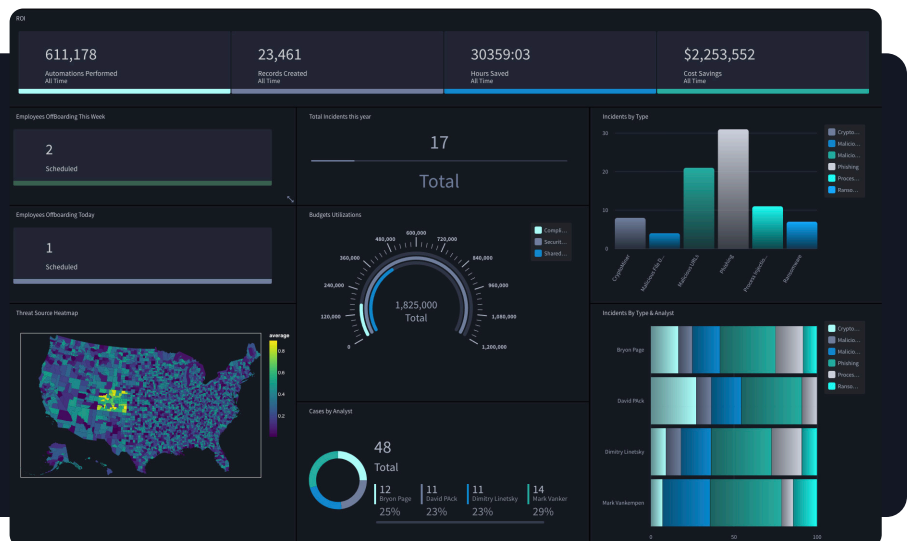 ROI
611,178
Automations Performed
All Time
23,461
Records Created
All Time
30359:03
Hours Saved
All Time
$2,253,552
Cost Savings
All Time
Employees OffBoarding This Week
2
Scheduled
Total Incidents this year
17
Total
Incidents by Type
30
20
10
0
CryptoMiner
Malicious File D...
Malicious URLs
Phishing
Process Injectio...
Ransomware
Crypto...
Malicio...
Malicio...
Phishing
Proces...
Ranso...
Employees Offboarding Today
1
Scheduled
Budgets Utilizations
0
120,000
240,000
360,000
480,000
600,000
720,000
840,000
960,000
1,080,000
1,200,000
1,825,000
Total
Compli...
Securit...
Shared...
Threat Source Heatmap
average
0.8
0.6
0.4
0.2
Cases by Analyst
48
Total
12
Bryon Page
25%
11
David PAck
23%
11
Dimitry Linetsky
23%
14
Mark Vanker
29%
Incidents By Type & Analyst
Bryon Page
David PAck
Dimitry Linetsky
Mark Vankempen
0
50
100
Crypto...
Malicio...
Malicio...
Phishing
Proces...
Ranso...